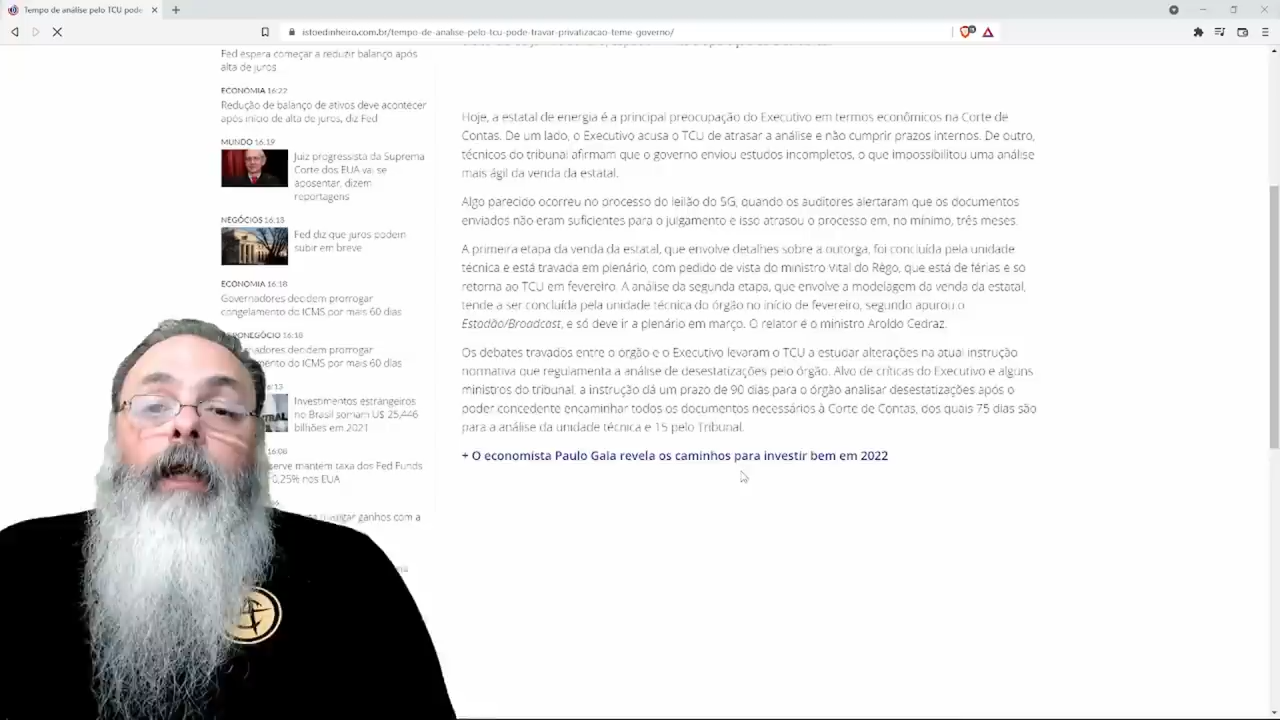 Tempo de análise pelo TCU pode
istoedinheiro.com.br/tempo-de-analise-pelo-tcu-pode-travar-privatizacao-teme-governo/
Fed espera começar a reduzir balanço após
alta de juros
ECONOMIA 16:22
Redução de balanço de ativos deve acontecer
após início de alta de juros, diz Fed
MUNDO 16:19
Juiz progressista da Suprema
Corte dos EUA vai se
aposentar, dizem
reportagens
NEGÓCIOS 16:13
Fed diz que juros podem
subir em breve
ECONOMIA 16:18
Governadores decidem prorrogar
congelamento do ICMS por mais 60 dias
RONEGÓCIO 16:18
nadores decidem prorrogar
mento do ICMS por mais 60 dias
6:13
Investimentos estrangeiros
no Brasil somam U$ 25,446
bilhões em 2021
16:08
serve mantém taxa dos Fed Funds
0,25% nos EUA
ganhos com a
Hoje, a estatal de energia é a principal preocupação do Executivo em termos econômicos na Corte de
Contas. De um lado, o Executivo acusa o TCU de atrasar a análise e não cumprir prazos internos. De outro,
técnicos do tribunal afirmam que o governo enviou estudos incompletos, o que impossibilitou uma análise
mais ágil da venda da estatal.
Algo parecido ocorreu no processo do leilão do 5G, quando os auditores alertaram que os documentos
enviados não eram suficientes para o julgamento e isso atrasou o processo em, no mínimo, três meses.
A primeira etapa da venda da estatal, que envolve detalhes sobre a outorga, foi concluída pela unidade
técnica e está travada em plenário, com pedido de vista do ministro Vital do Rêgo, que está de férias e só
retorna ao TCU em fevereiro. A análise da segunda etapa, que envolve a modelagem da venda da estatal,
tende a ser concluída pela unidade técnica do órgão no início de fevereiro, segundo apurou o
Estadão/Broadcast, e só deve ir a plenário em março. O relator é o ministro Aroldo Cedraz.
Os debates travados entre o órgão e o Executivo levaram o TCU a estudar alterações na atual instrução
normativa que regulamenta a análise de desestatizações pelo órgão. Alvo de críticas do Executivo e alguns
ministros do tribunal, a instrução dá um prazo de 90 dias para o órgão analisar desestatizações após o
poder concedente encaminhar todos os documentos necessários à Corte de Contas, dos quais 75 dias são
para a análise da unidade técnica e 15 pelo Tribunal.
+ O economista Paulo Gala revela os caminhos para investir bem em 2022